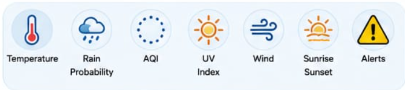 Temperature
Rain
Probability
AQI
UV
Index
Wind
Sunrise
Sunset
Alerts